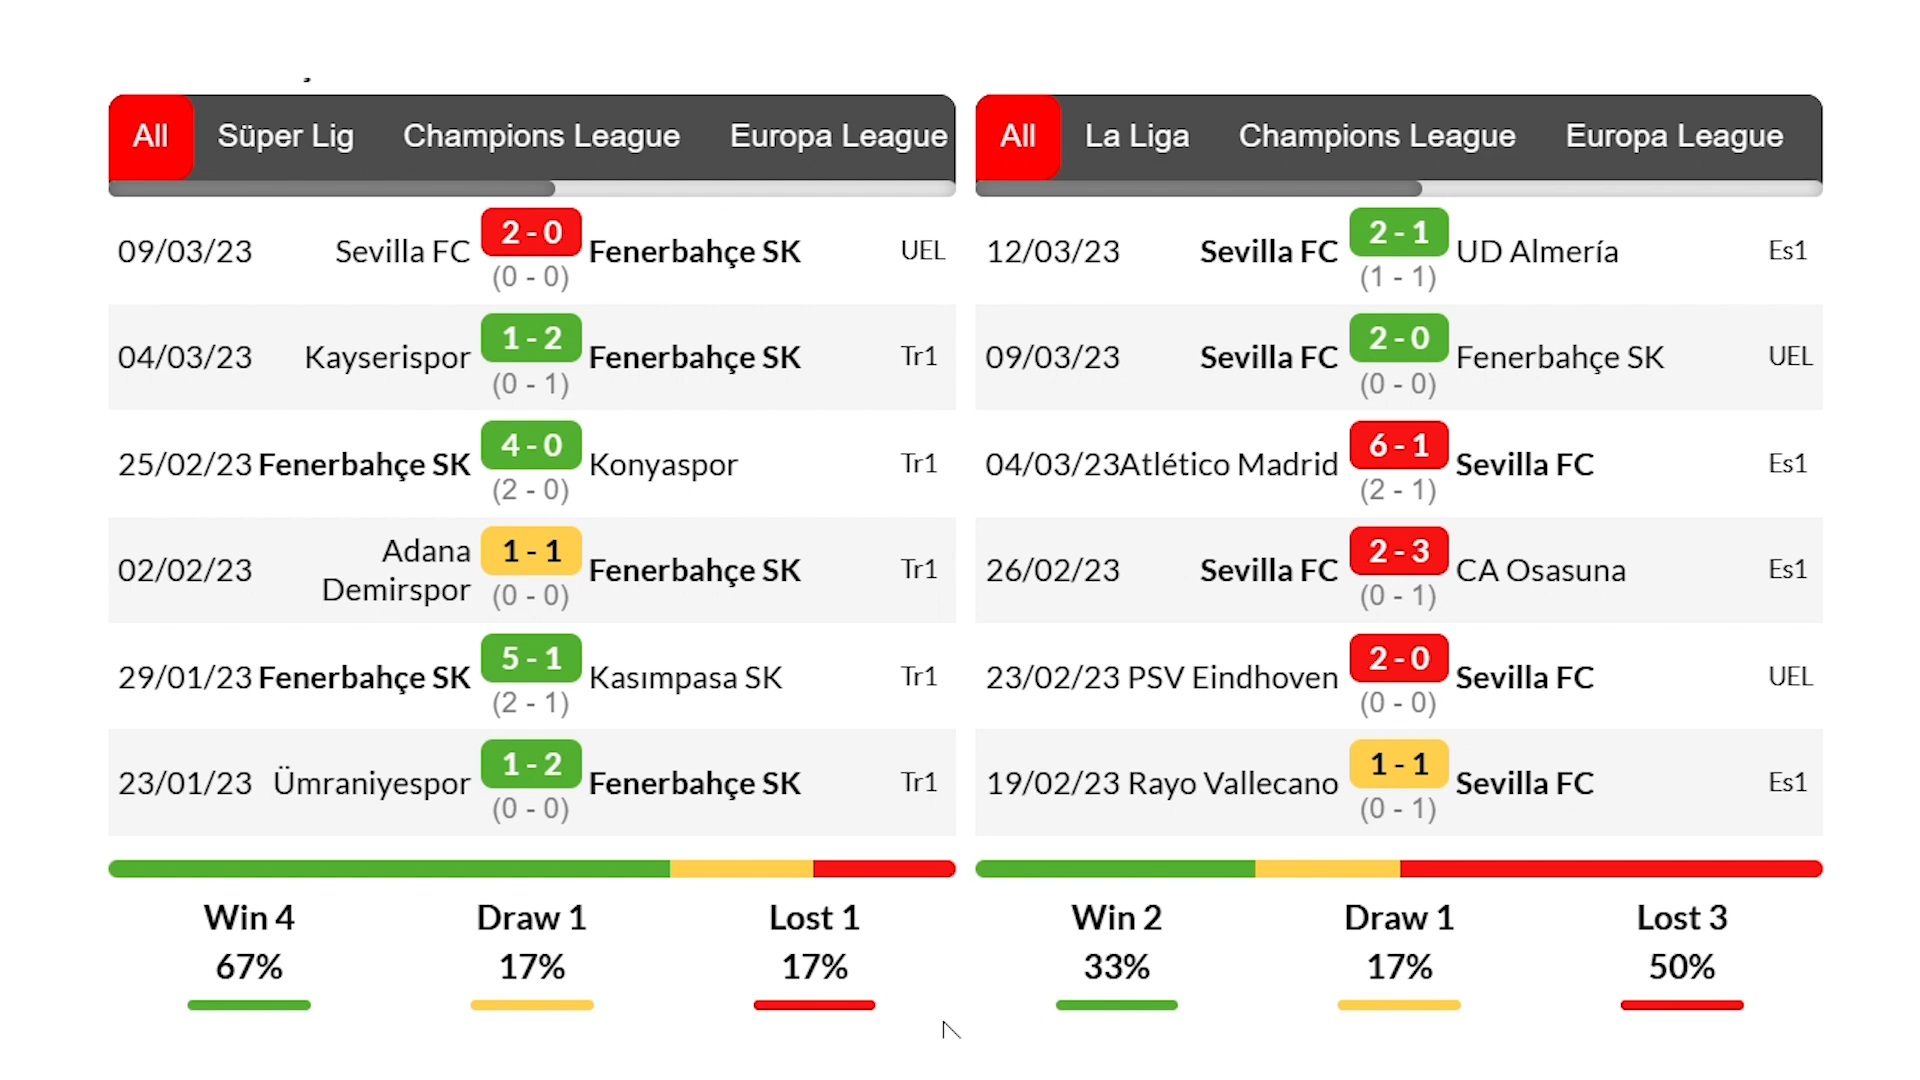 All Süper Lig Champions League Europa League
09/03/23 Sevilla FC 2 - 0 Fenerbahçe SK UEL
(0 - 0)
04/03/23 Kayserispor 1 - 2 Fenerbahçe SK Tr1
(0 - 1)
25/02/23 Fenerbahçe SK 4 - 0 Konyaspor Tr1
(2 - 0)
02/02/23 Adana Demirspor 1 - 1 Fenerbahçe SK Tr1
(0 - 0)
29/01/23 Fenerbahçe SK 5 - 1 Kasımpasa SK Tr1
(2 - 1)
23/01/23 Ümraniyespor 1 - 2 Fenerbahçe SK Tr1
(0 - 0)
Win 4 Draw 1 Lost 1
67% 17% 17%
All La Liga Champions League Europa League
12/03/23 Sevilla FC 2 - 1 UD Almería Es1
(1 - 1)
09/03/23 Sevilla FC 2 - 0 Fenerbahçe SK UEL
(0 - 0)
04/03/23 Atlético Madrid 6 - 1 Sevilla FC Es1
(2 - 1)
26/02/23 Sevilla FC 2 - 3 CA Osasuna Es1
(0 - 1)
23/02/23 PSV Eindhoven 2 - 0 Sevilla FC UEL
(0 - 0)
19/02/23 Rayo Vallecano 1 - 1 Sevilla FC Es1
(0 - 1)
Win 2 Draw 1 Lost 3
33% 17% 50%